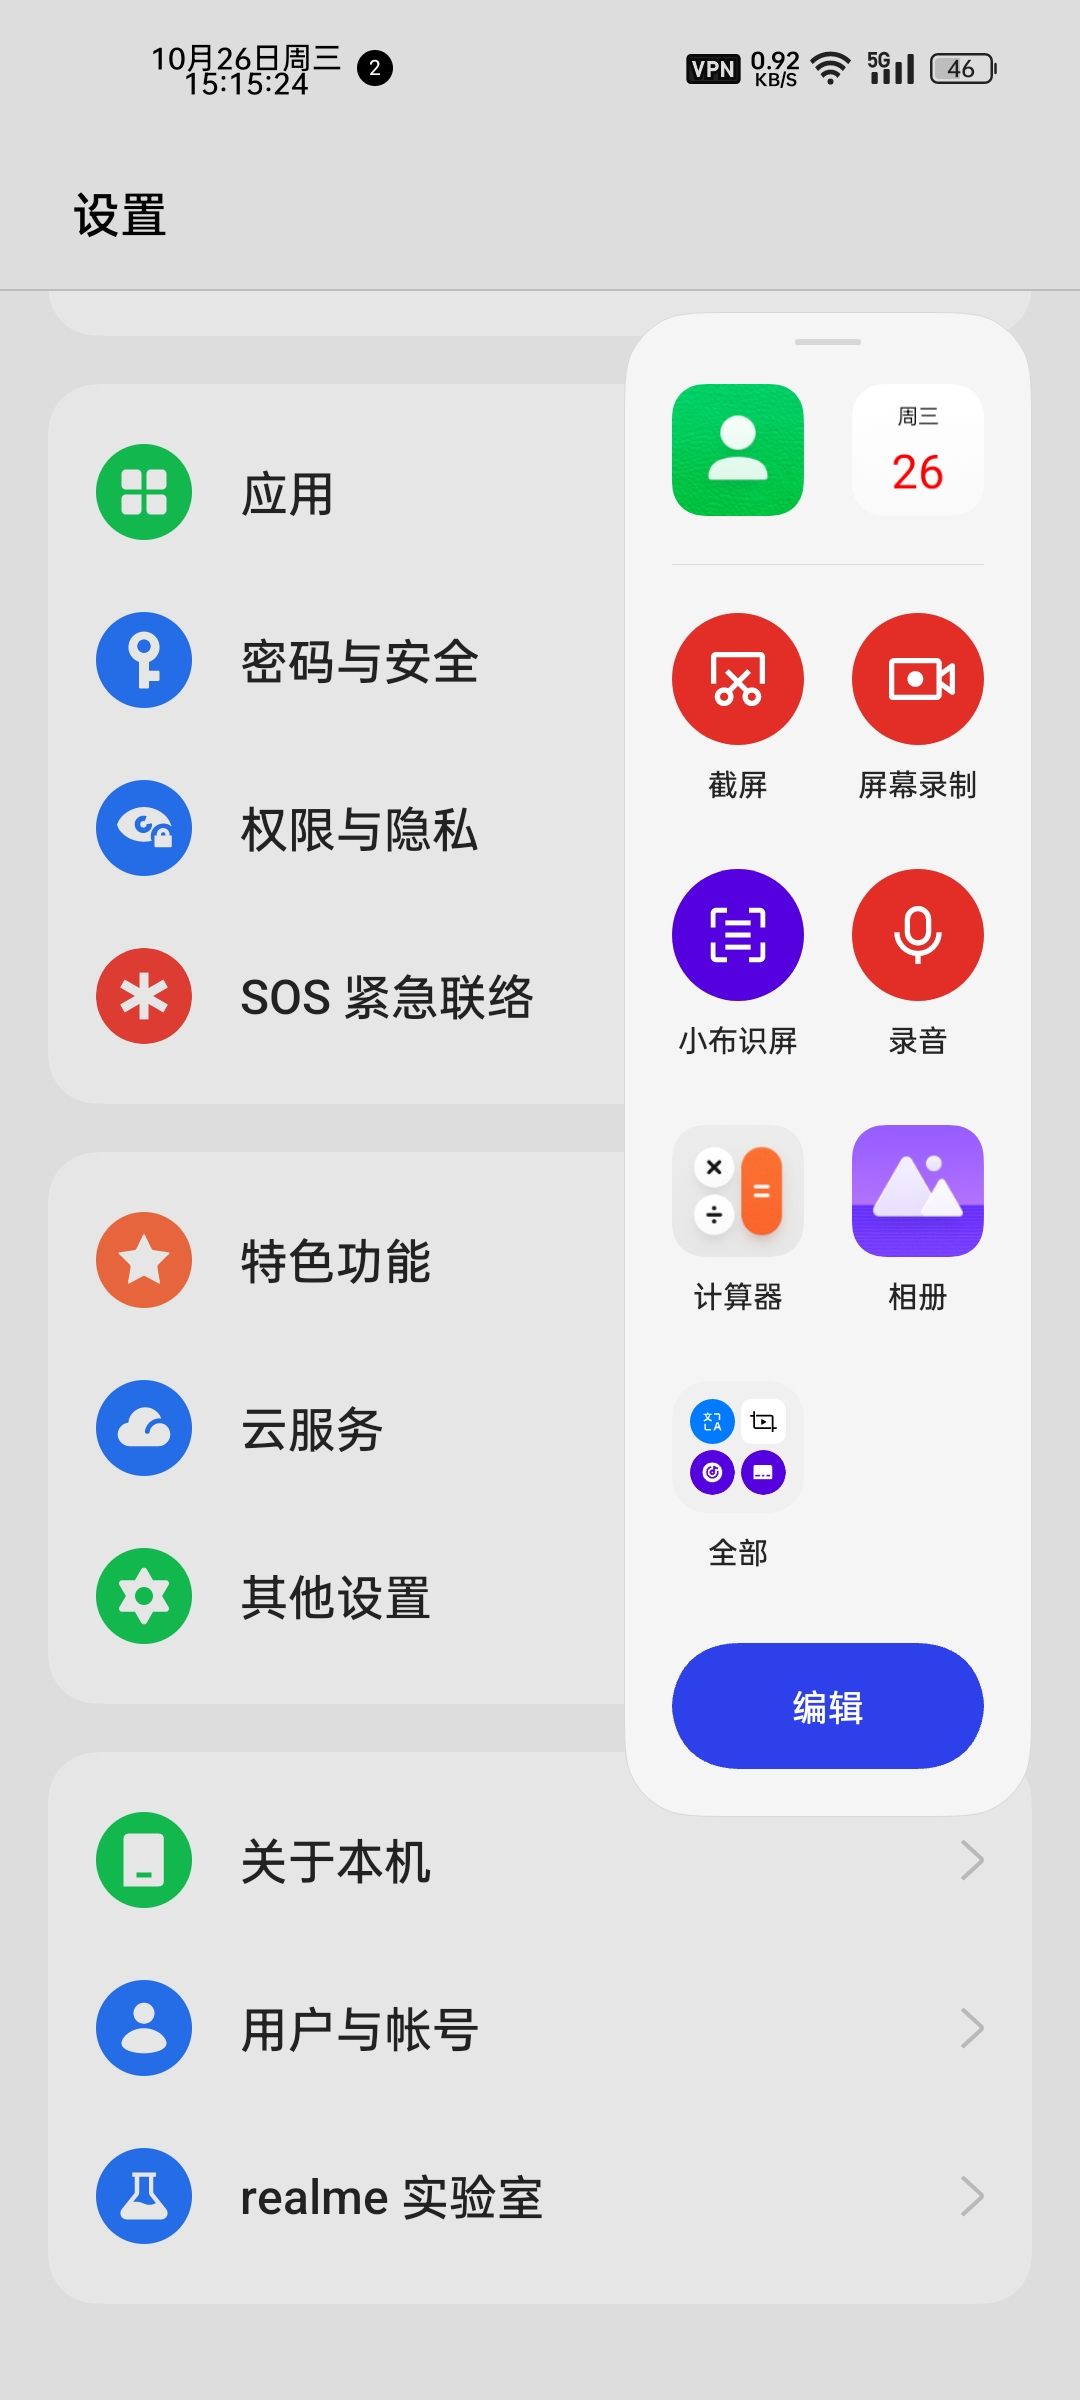 10月26日周三
15:15:24
2
VPN
0.92
KB/S
5G
46
设置
应用
密码与安全
权限与隐私
SOS 紧急联络
特色功能
云服务
其他设置
关于本机
用户与帐号
realme 实验室
周三
26
截屏
屏幕录制
小布识屏
录音
计算器
相册
文
A
全部
编辑